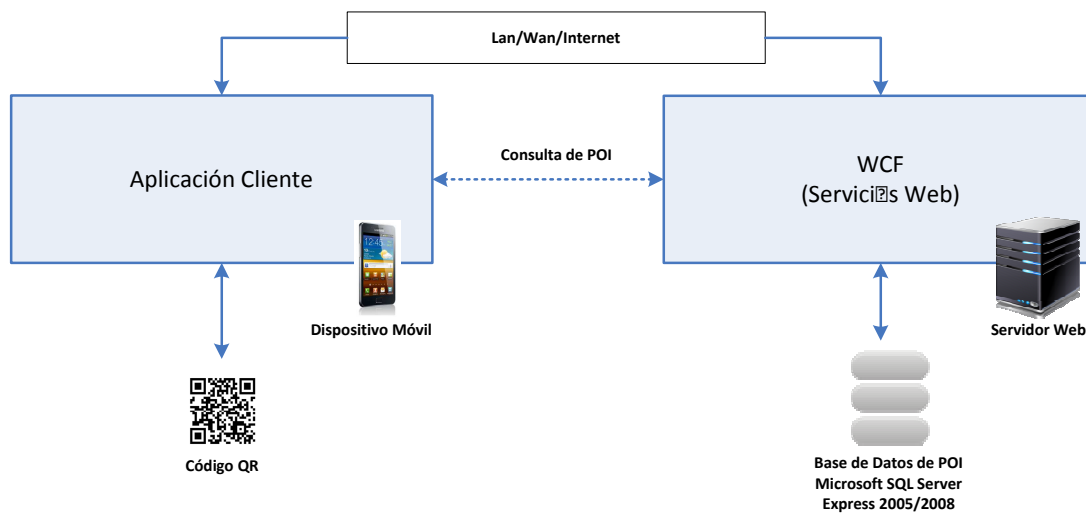 Lan/Wan/Internet
Aplicación Cliente
Consulta de POI
WCF
(Servici⍰s Web)
Dispositivo Móvil
Servidor Web
Código QR
Base de Datos de POI
Microsoft SQL Server
Express 2005/2008